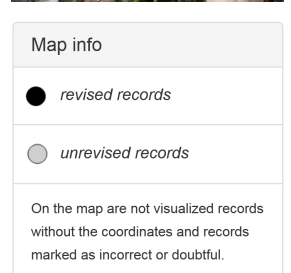 Map info
revised records
unrevised records
On the map are not visualized records
without the coordinates and records
marked as incorrect or doubtful.